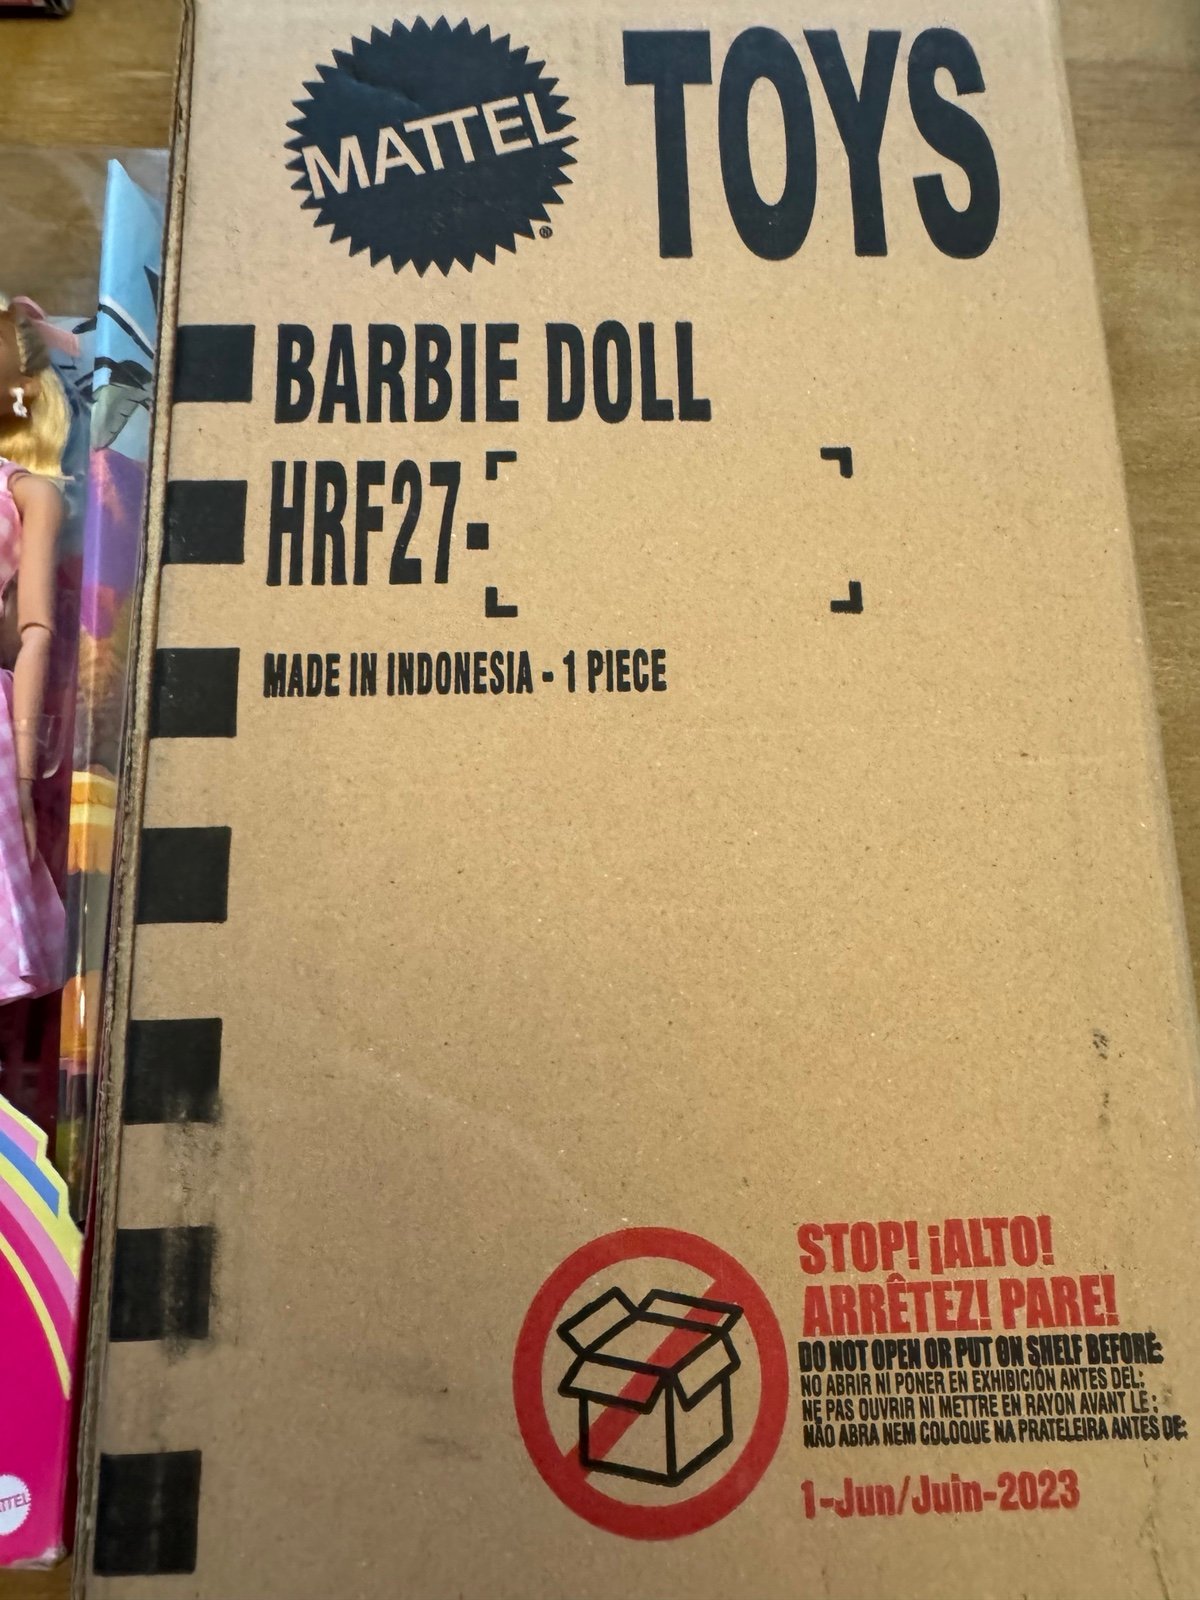 MATTEL
®
TOYS
BARBIE DOLL
HRF27-
MADE IN INDONESIA - 1 PIECE
STOP! ¡ALTO!
ARRÊTEZ! PARE!
DO NOT OPEN OR PUT ON SHELF BEFORE:
NO ABRIR NI PONER EN EXHIBICIÓN ANTES DEL:
NE PAS OUVRIR NI METTRE EN RAYON AVANT LE :
NÃO ABRA NEM COLOQUE NA PRATELEIRA ANTES DE:
1-Jun/Juin-2023